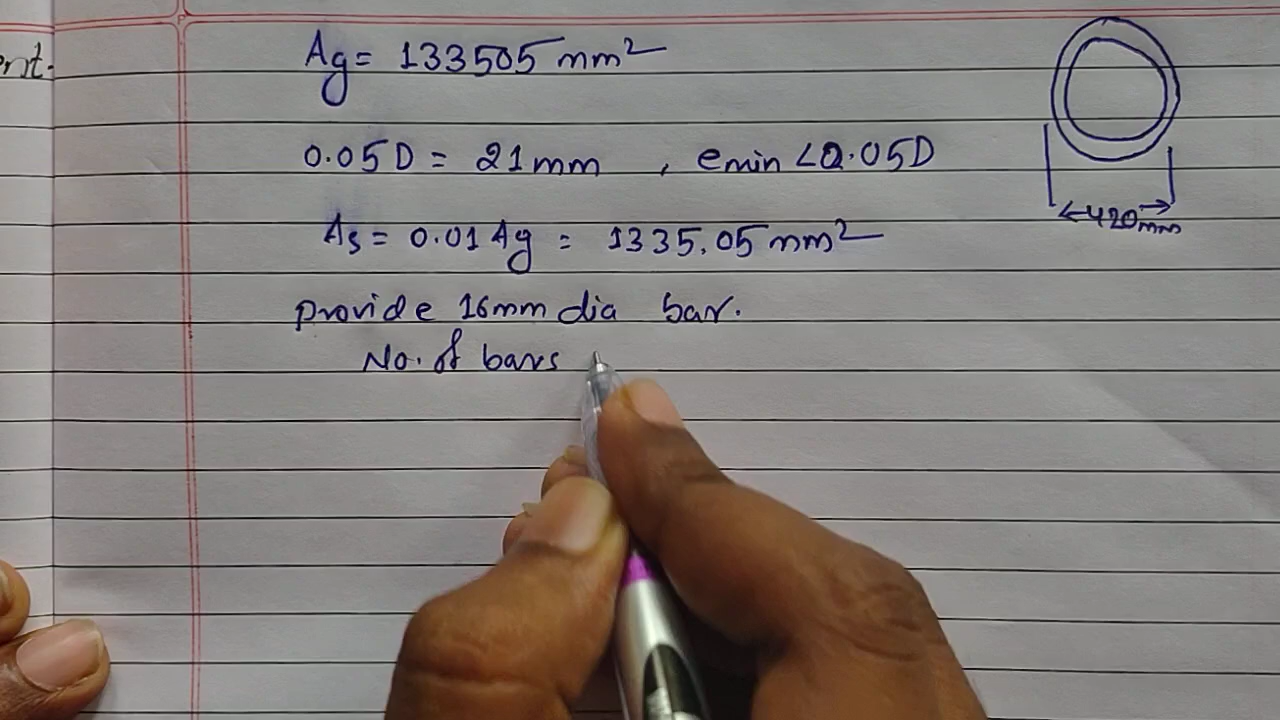 nt.
Ag = 133505 mm²
0.05D = 21mm , emin < 0.05D
←420mm→
As = 0.01 Ag = 1335.05 mm²
provide 16mm dia bar.
No. of bars